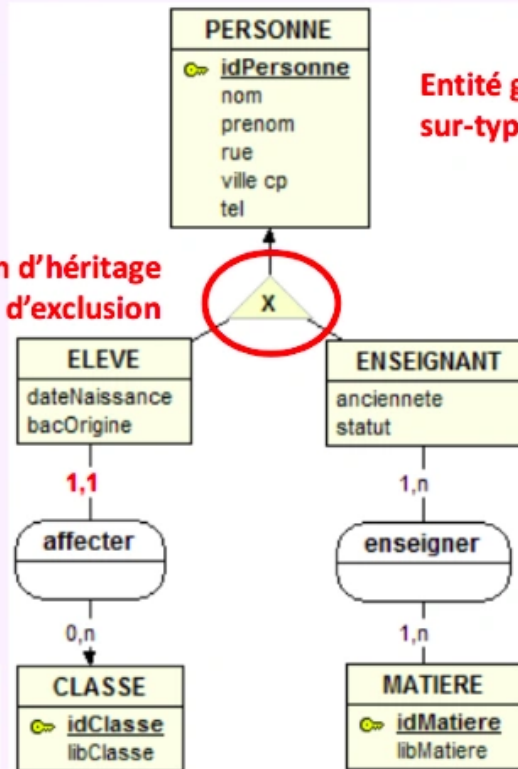 PERSONNE
idPersonne
nom
prenom
rue
ville cp
tel
Entité
sur-typ
d'héritage
d'exclusion
X
ELEVE
dateNaissance
bacOrigine
ENSEIGNANT
anciennete
statut
1,1
1,n
affecter
enseigner
0,n
1,n
CLASSE
idClasse
libClasse
MATIERE
idMatiere
libMatiere